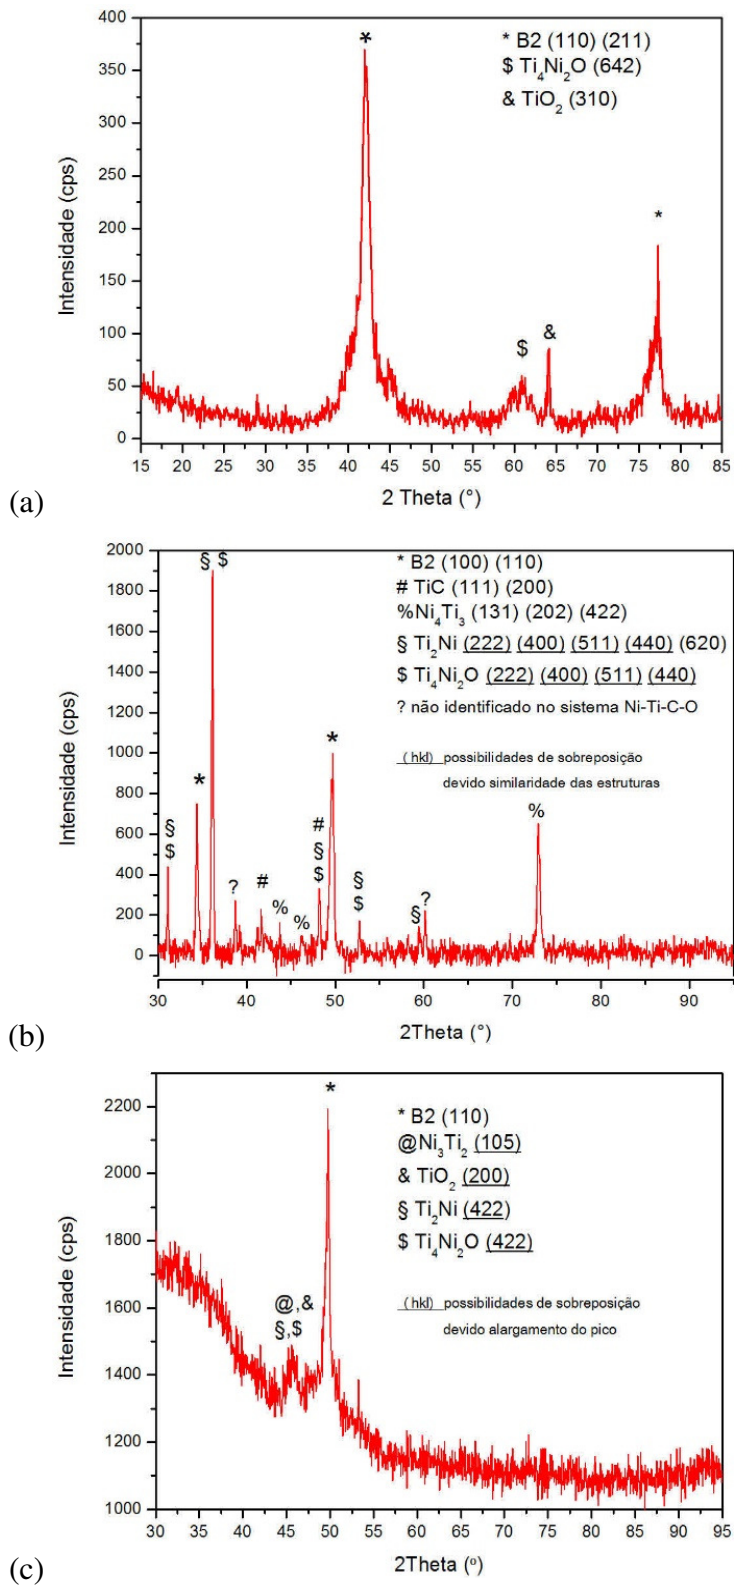 400
350
300
250
200
150
100
50
0
Intensidade (cps)
*
* B2 (110) (211)
$ Ti4Ni2O (642)
& TiO2 (310)
*
$
&
15 20 25 30 35 40 45 50 55 60 65 70 75 80 85
2 Theta (°)
(a)
2000
1800
1600
1400
1200
1000
800
600
400
200
0
Intensidade (cps)
§ $
* B2 (100) (110)
# TiC (111) (200)
%Ni4Ti3 (131) (202) (422)
§ Ti2Ni (222) (400) (511) (440) (620)
$ Ti4Ni2O (222) (400) (511) (440)
? não identificado no sistema Ni-Ti-C-O
( hkl) possibilidades de sobreposição
devido similaridade das estruturas
*
*
§
$
?
#
%
%
#
§
$
§
$
§
?
%
30 40 50 60 70 80 90
2Theta (°)
(b)
2200
2000
1800
1600
1400
1200
1000
Intensidade (cps)
*
* B2 (110)
@Ni3Ti2 (105)
& TiO2 (200)
§ Ti2Ni (422)
$ Ti4Ni2O (422)
( hkl) possibilidades de sobreposição
devido alargamento do pico
@,&
§,$
30 35 40 45 50 55 60 65 70 75 80 85 90 95
2Theta (º)
(c)